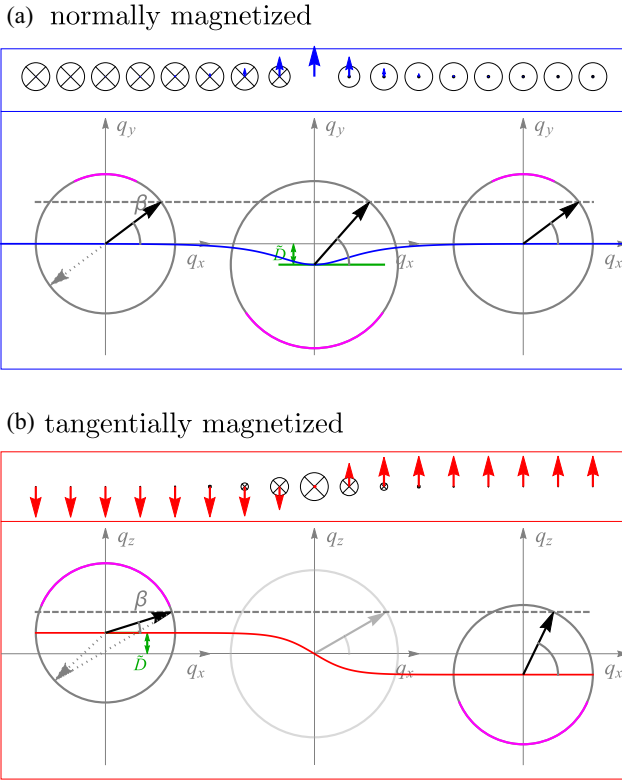 (a) normally magnetized
q_y q_y q_y
β
D̃
q_x q_x q_x
(b) tangentially magnetized
q_z q_z q_z
β
D̃
q_x q_x q_x